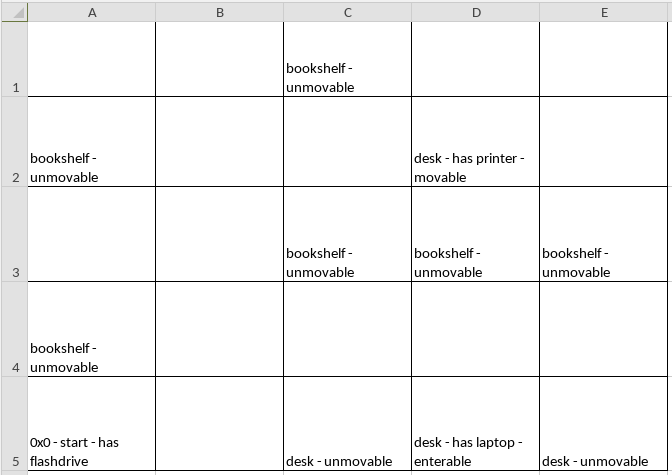 A B C D E
1 bookshelf -
unmovable
2 bookshelf - desk - has printer -
unmovable movable
3 bookshelf - bookshelf - bookshelf -
unmovable unmovable unmovable
4 bookshelf -
unmovable
5 0x0 - start - has desk - has laptop -
flashdrive desk - unmovable enterable desk - unmovable